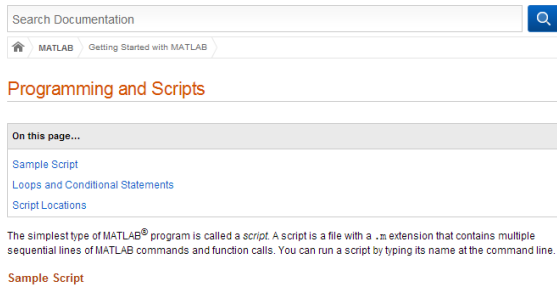 Search Documentation
MATLAB Getting Started with MATLAB
Programming and Scripts
On this page...
Sample Script
Loops and Conditional Statements
Script Locations
The simplest type of MATLAB® program is called a script. A script is a file with a .m extension that contains multiple
sequential lines of MATLAB commands and function calls. You can run a script by typing its name at the command line.
Sample Script